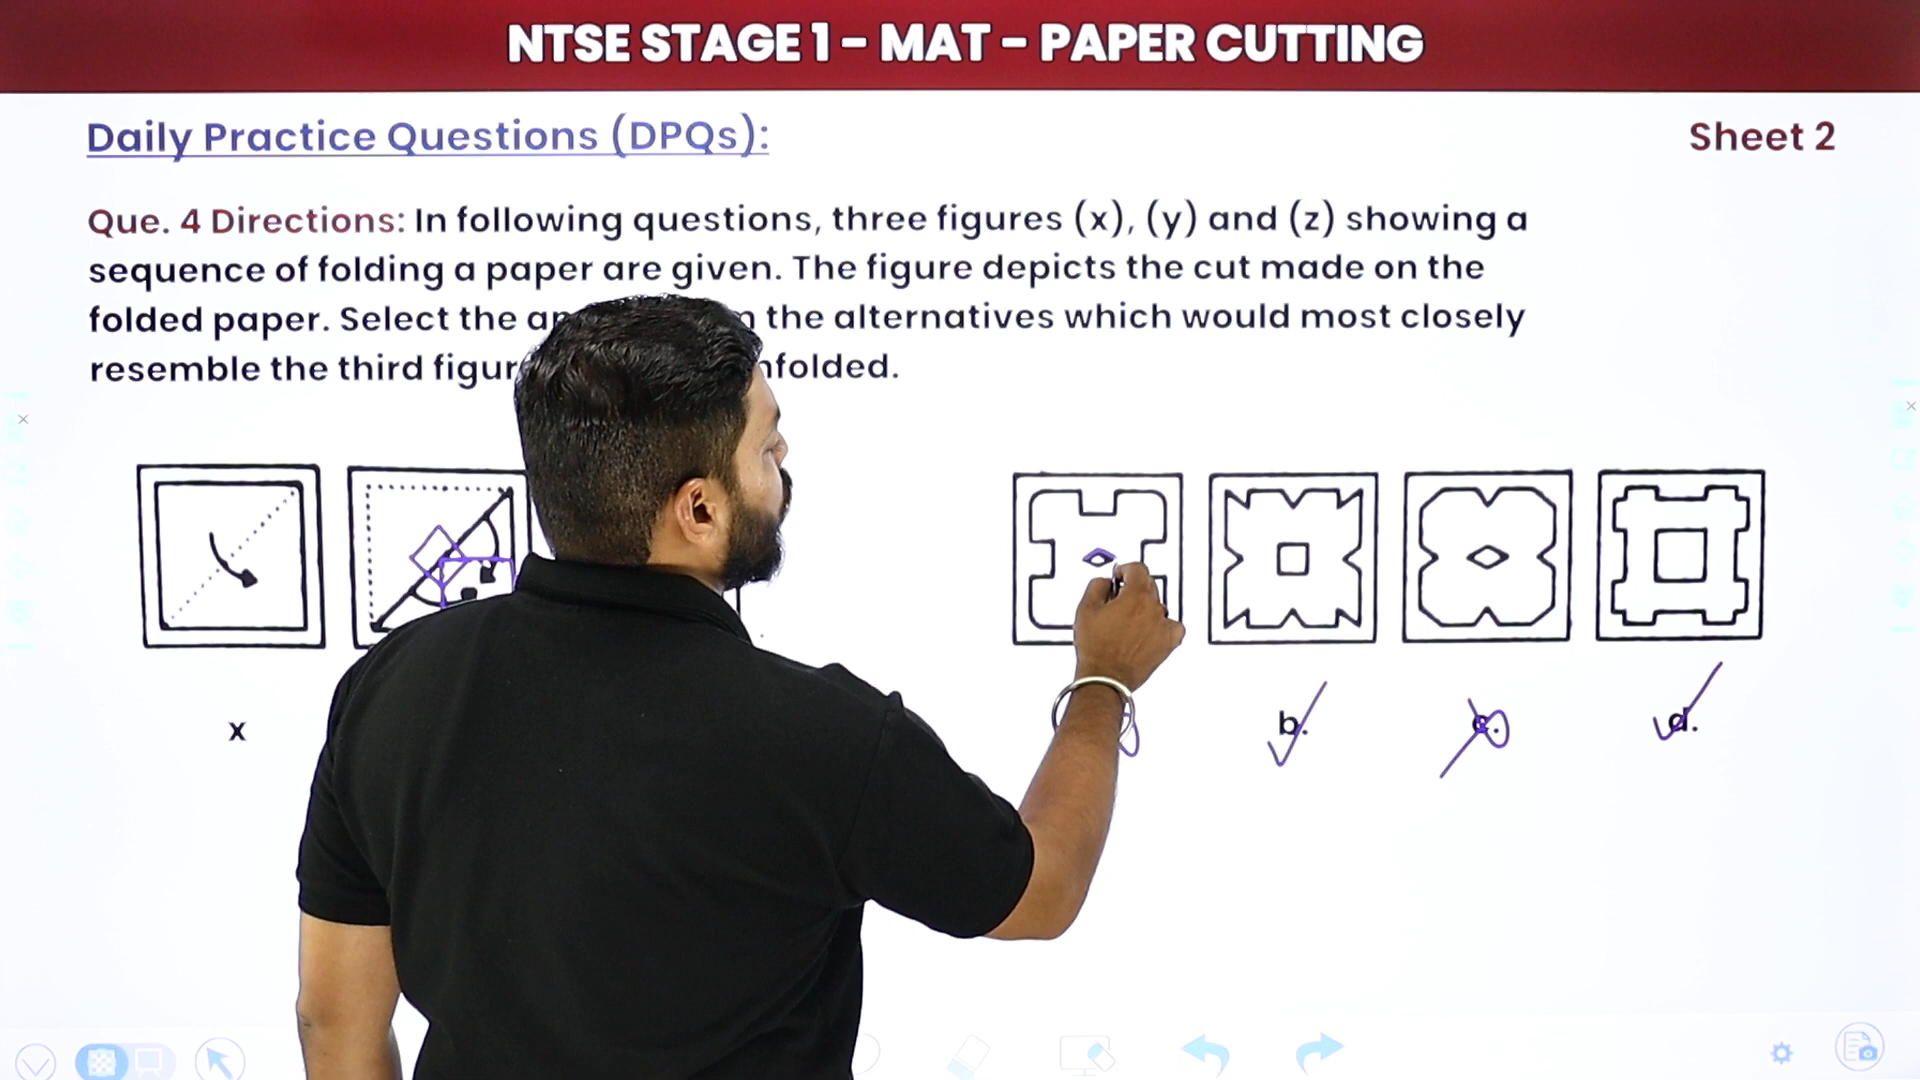 NTSE STAGE 1 - MAT - PAPER CUTTING
Daily Practice Questions (DPQs):
Sheet 2
Que. 4 Directions: In following questions, three figures (x), (y) and (z) showing a
sequence of folding a paper are given. The figure depicts the cut made on the
folded paper. Select the the alternatives which would most closely
resemble the third
x
b.
d.